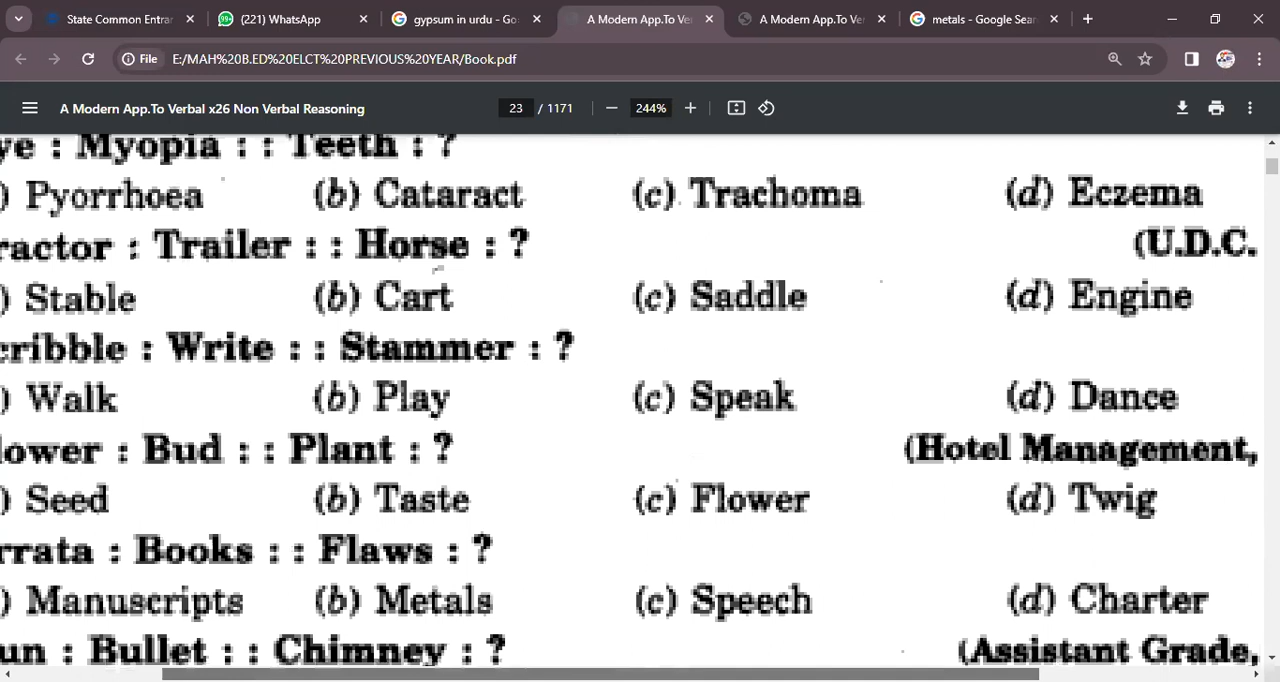 State Common Entrar
(221) WhatsApp
gypsum in urdu - Go
A Modern App.To Ve
A Modern App.To Ver
metals - Google Sear
File E:/MAH%20B.ED%20ELCT%20PREVIOUS%20YEAR/Book.pdf
A Modern App.To Verbal x26 Non Verbal Reasoning 23 / 1171 244%
ye : Myopia : : Teeth : ?
) Pyorrhoea (b) Cataract (c) Trachoma (d) Eczema
ractor : Trailer : : Horse : ? (U.D.C.
) Stable (b) Cart (c) Saddle (d) Engine
cribble : Write : : Stammer : ?
) Walk (b) Play (c) Speak (d) Dance
lower : Bud : : Plant : ? (Hotel Management,
) Seed (b) Taste (c) Flower (d) Twig
rrata : Books : : Flaws : ?
) Manuscripts (b) Metals (c) Speech (d) Charter
un : Bullet : : Chimney : ? (Assistant Grade,